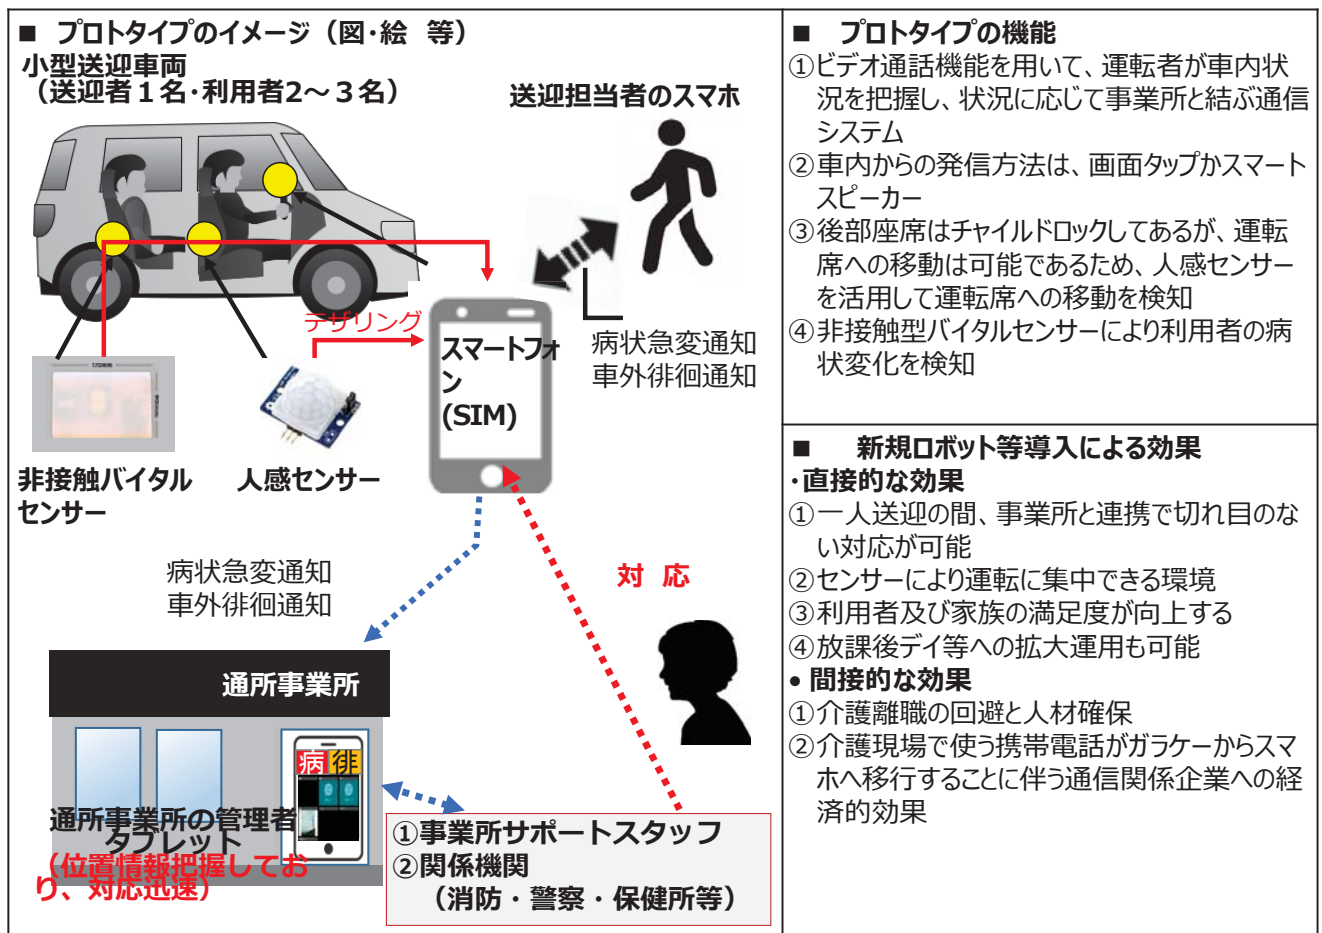 ■ プロトタイプのイメージ（図・絵 等）
小型送迎車両
（送迎者１名・利用者2～３名）
送迎担当者のスマホ
テザリング
スマートフォ
ン
(SIM)
病状急変通知
車外徘徊通知
非接触バイタル
センサー
人感センサー
病状急変通知
車外徘徊通知
対 応
通所事業所
病 徘
通所事業所の管理者
タブレット
（位置情報把握してお
り、対応迅速）
①事業所サポートスタッフ
②関係機関
（消防・警察・保健所等）
■ プロトタイプの機能
①ビデオ通話機能を用いて、運転者が車内状
況を把握し、状況に応じて事業所と結ぶ通信
システム
②車内からの発信方法は、画面タップかスマート
スピーカー
③後部座席はチャイルドロックしてあるが、運転
席への移動は可能であるため、人感センサー
を活用して運転席への移動を検知
④非接触型バイタルセンサーにより利用者の病
状変化を検知
■ 新規ロボット等導入による効果
・直接的な効果
①一人送迎の間、事業所と連携で切れ目のな
い対応が可能
②センサーにより運転に集中できる環境
③利用者及び家族の満足度が向上する
④放課後デイ等への拡大運用も可能
• 間接的な効果
①介護離職の回避と人材確保
②介護現場で使う携帯電話がガラケーからスマ
ホへ移行することに伴う通信関係企業への経
済的効果